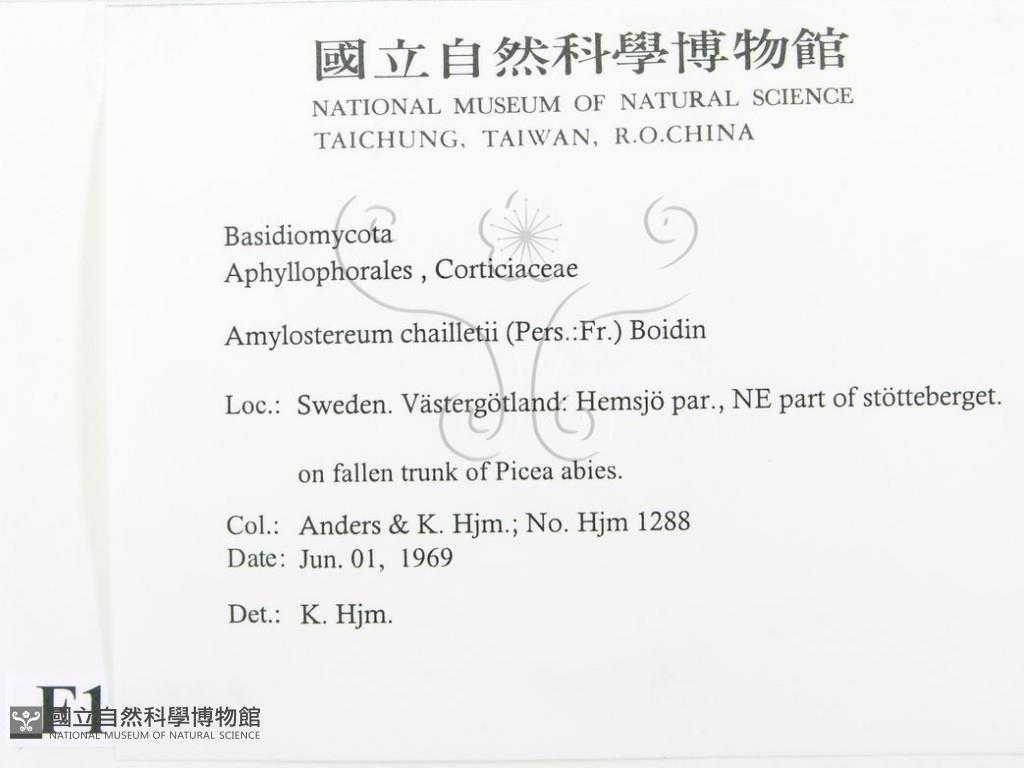 國立自然科學博物館
NATIONAL MUSEUM OF NATURAL SCIENCE
TAICHUNG, TAIWAN, R.O.CHINA
Basidiomycota
Aphyllophorales , Corticiaceae
Amylostereum chailletii (Pers.:Fr.) Boidin
Loc.: Sweden. Västergötland: Hemsjö par., NE part of stötteberget.
on fallen trunk of Picea abies.
Col.: Anders & K. Hjm.; No. Hjm 1288
Date: Jun. 01, 1969
Det.: K. Hjm.
F1
國立自然科學博物館
NATIONAL MUSEUM OF NATURAL SCIENCE